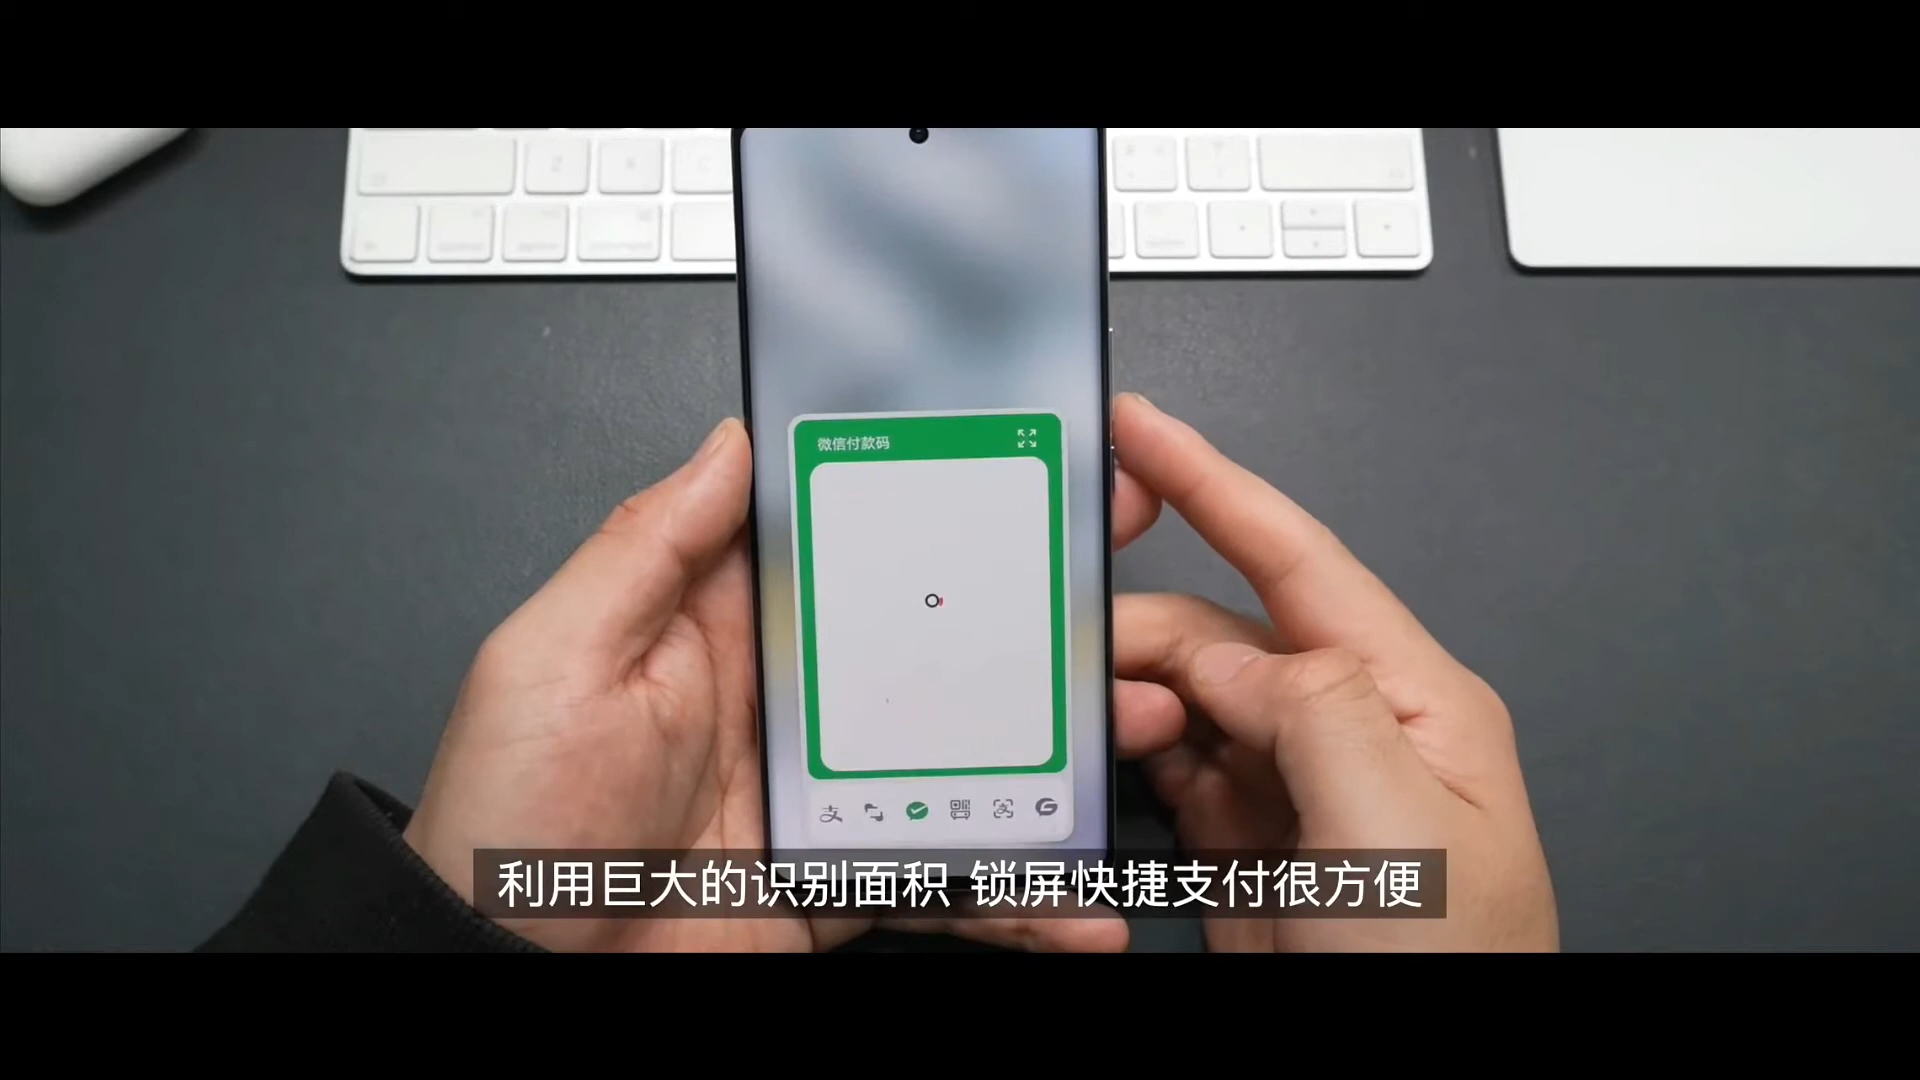 微信付款码
利用巨大的识别面积 锁屏快捷支付很方便